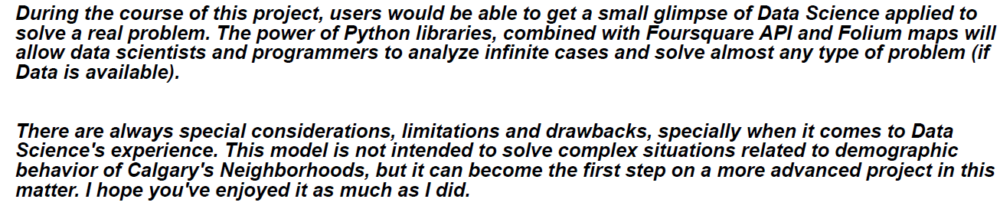 During the course of this project, users would be able to get a small glimpse of Data Science applied to
solve a real problem. The power of Python libraries, combined with Foursquare API and Folium maps will
allow data scientists and programmers to analyze infinite cases and solve almost any type of problem (if
Data is available).
There are always special considerations, limitations and drawbacks, specially when it comes to Data
Science's experience. This model is not intended to solve complex situations related to demographic
behavior of Calgary's Neighborhoods, but it can become the first step on a more advanced project in this
matter. I hope you've enjoyed it as much as I did.